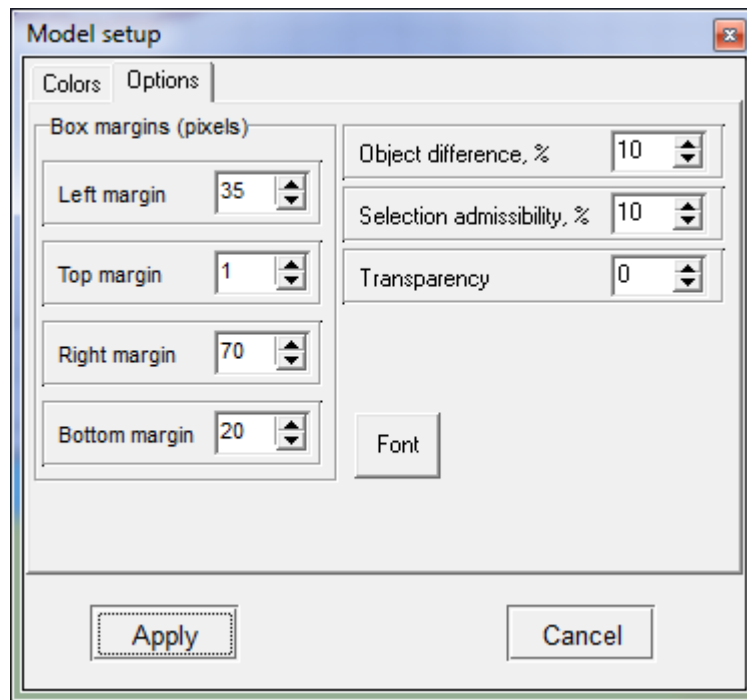 Model setup
Colors Options
Box margins (pixels)
Left margin 35
Top margin 1
Right margin 70
Bottom margin 20
Object difference, % 10
Selection admissibility, % 10
Transparency 0
Font
Apply Cancel